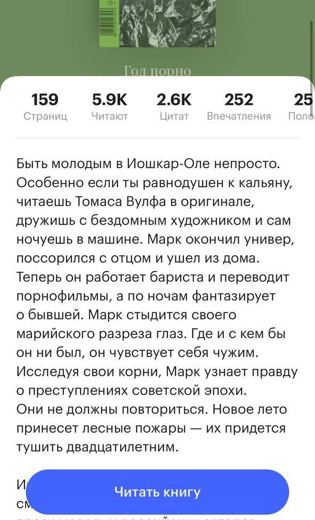 Год порно
159
5.9K
2.6K
252
25
Страниц
Читают
Цитат
Впечатления
Поло
Быть молодым в Йошкар-Оле непросто.
Особенно если ты равнодушен к кальяну,
читаешь Томаса Вулфа в оригинале,
дружишь с бездомным художником и сам
ночуешь в машине. Марк окончил универ,
поссорился с отцом и ушел из дома.
Теперь он работает бариста и переводит
порнофильмы, а по ночам фантазирует
о бывшей. Марк стыдится своего
марийского разреза глаз. Где и с кем бы
он ни был, он чувствует себя чужим.
Исследуя свои корни, Марк узнает правду
о преступлениях советской эпохи.
Они не должны повториться. Новое лето
принесет лесные пожары — их придется
тушить двадцатилетним.
Читать книгу